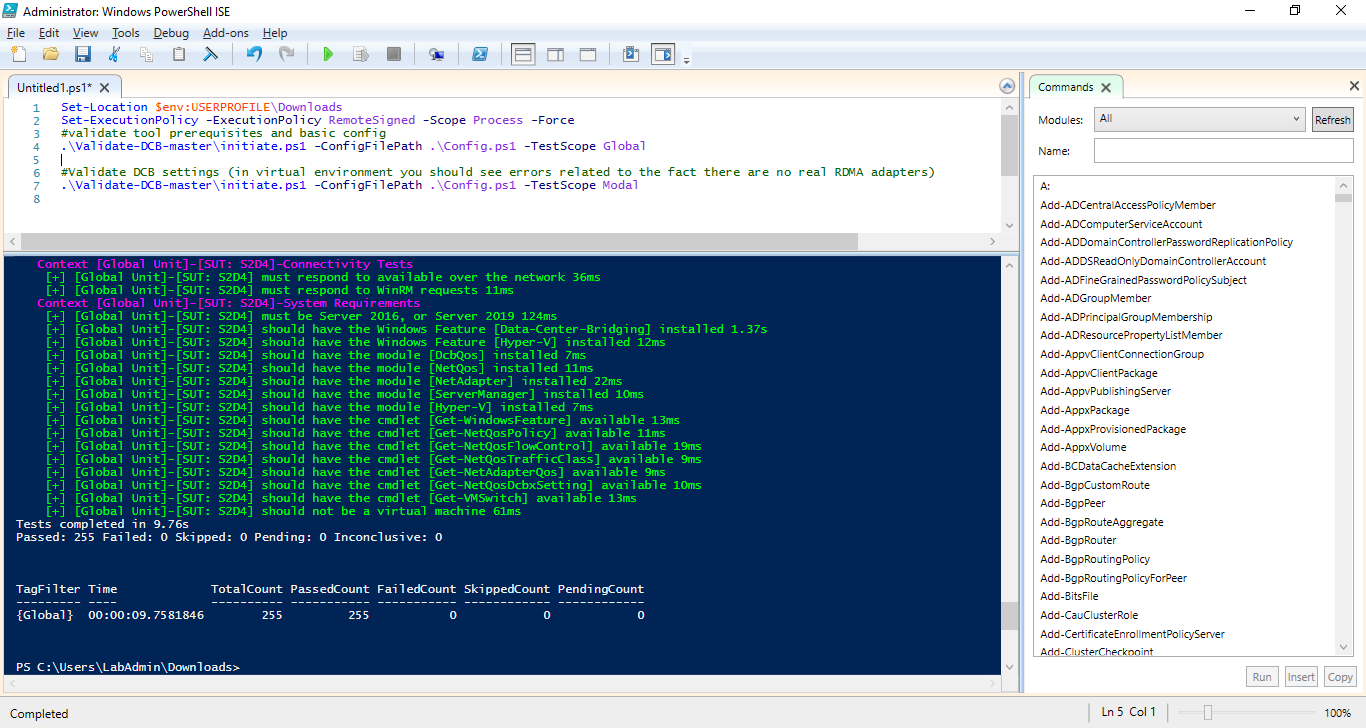 Administrator: Windows PowerShell ISE
File Edit View Tools Debug Add-ons Help
Untitled1.ps1*
1 Set-Location $env:USERPROFILE\Downloads
2 Set-ExecutionPolicy -ExecutionPolicy RemoteSigned -Scope Process -Force
3 #validate tool prerequisites and basic config
4 .\Validate-DCB-master\initiate.ps1 -ConfigFilePath .\Config.ps1 -TestScope Global
5
6 #Validate DCB settings (in virtual environment you should see errors related to the fact there are no real RDMA adapters)
7 .\Validate-DCB-master\initiate.ps1 -ConfigFilePath .\Config.ps1 -TestScope Modal
8
Context [Global Unit]-[SUT: S2D4]-Connectivity Tests
[+] [Global Unit]-[SUT: S2D4] must respond to available over the network 36ms
[+] [Global Unit]-[SUT: S2D4] must respond to WinRM requests 11ms
Context [Global Unit]-[SUT: S2D4]-System Requirements
[+] [Global Unit]-[SUT: S2D4] must be Server 2016, or Server 2019 124ms
[+] [Global Unit]-[SUT: S2D4] should have the Windows Feature [Data-Center-Bridging] installed 1.37s
[+] [Global Unit]-[SUT: S2D4] should have the Windows Feature [Hyper-V] installed 12ms
[+] [Global Unit]-[SUT: S2D4] should have the module [DcbQos] installed 7ms
[+] [Global Unit]-[SUT: S2D4] should have the module [NetQos] installed 11ms
[+] [Global Unit]-[SUT: S2D4] should have the module [NetAdapter] installed 22ms
[+] [Global Unit]-[SUT: S2D4] should have the module [ServerManager] installed 10ms
[+] [Global Unit]-[SUT: S2D4] should have the module [Hyper-V] installed 7ms
[+] [Global Unit]-[SUT: S2D4] should have the cmdlet [Get-WindowsFeature] available 13ms
[+] [Global Unit]-[SUT: S2D4] should have the cmdlet [Get-NetQosPolicy] available 11ms
[+] [Global Unit]-[SUT: S2D4] should have the cmdlet [Get-NetQosFlowControl] available 19ms
[+] [Global Unit]-[SUT: S2D4] should have the cmdlet [Get-NetQosTrafficClass] available 9ms
[+] [Global Unit]-[SUT: S2D4] should have the cmdlet [Get-NetAdapterQos] available 9ms
[+] [Global Unit]-[SUT: S2D4] should have the cmdlet [Get-NetQosDcbxSetting] available 10ms
[+] [Global Unit]-[SUT: S2D4] should have the cmdlet [Get-VMSwitch] available 13ms
[+] [Global Unit]-[SUT: S2D4] should not be a virtual machine 61ms
Tests completed in 9.76s
Passed: 255 Failed: 0 Skipped: 0 Pending: 0 Inconclusive: 0
TagFilter Time TotalCount PassedCount FailedCount SkippedCount PendingCount
--------- ---- ---------- ----------- ----------- ------------ ------------
{Global} 00:00:09.7581846 255 255 0 0 0
PS C:\Users\LabAdmin\Downloads>
Commands
Modules: All Refresh
Name:
A:
Add-ADCentralAccessPolicyMember
Add-ADComputerServiceAccount
Add-ADDomainControllerPasswordReplicationPolicy
Add-ADDSReadOnlyDomainControllerAccount
Add-ADFineGrainedPasswordPolicySubject
Add-ADGroupMember
Add-ADPrincipalGroupMembership
Add-ADResourcePropertyListMember
Add-AppvClientConnectionGroup
Add-AppvClientPackage
Add-AppvPublishingServer
Add-AppxPackage
Add-AppxProvisionedPackage
Add-AppxVolume
Add-BCDataCacheExtension
Add-BgpCustomRoute
Add-BgpPeer
Add-BgpRouteAggregate
Add-BgpRouter
Add-BgpRoutingPolicy
Add-BgpRoutingPolicyForPeer
Add-BitsFile
Add-CauClusterRole
Add-CertificateEnrollmentPolicyServer
Add-ClusterCheckpoint
Run Insert Copy
Completed
Ln 5 Col 1
100%